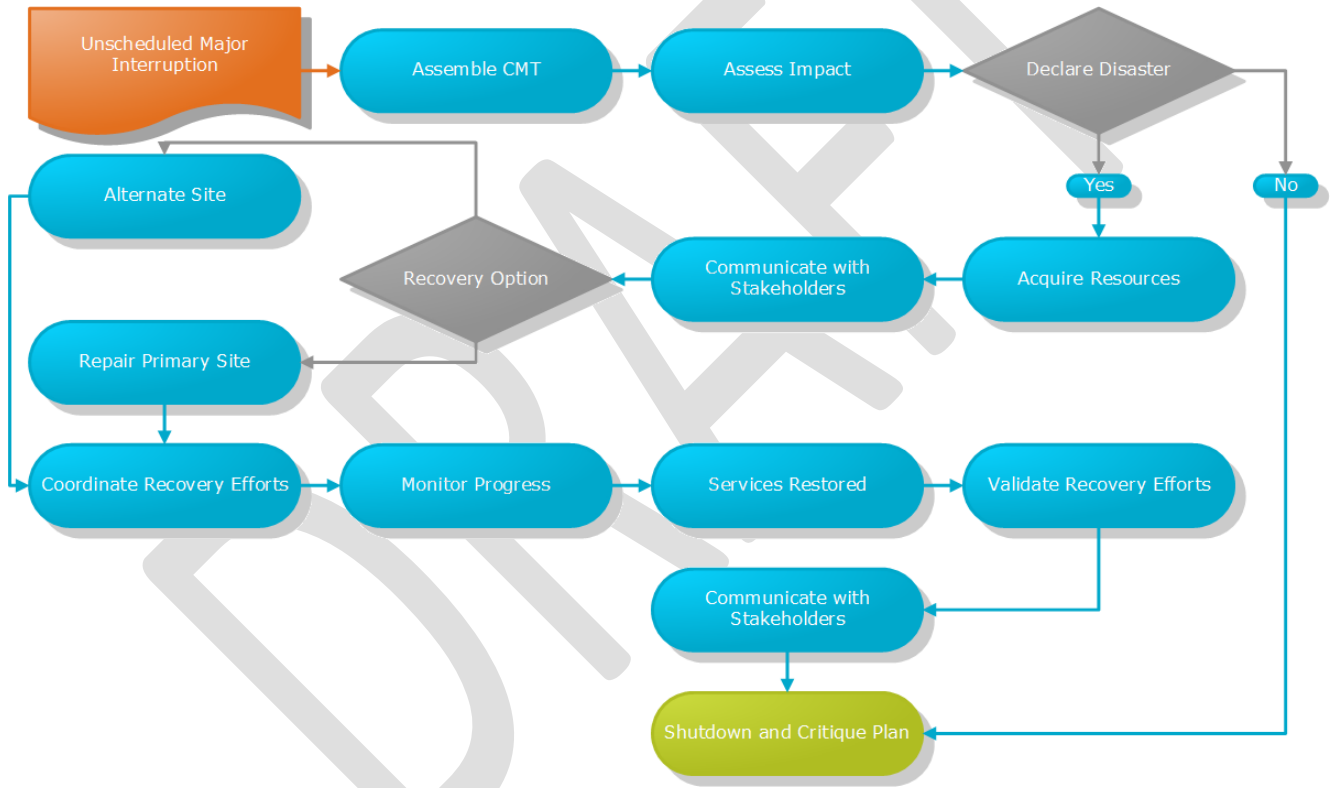 Unscheduled Major
Interruption
Assemble CMT
Assess Impact
Declare Disaster
Yes
No
Alternate Site
Recovery Option
Communicate with
Stakeholders
Acquire Resources
Repair Primary Site
Coordinate Recovery Efforts
Monitor Progress
Services Restored
Validate Recovery Efforts
Communicate with
Stakeholders
Shutdown and Critique Plan
DRAFT